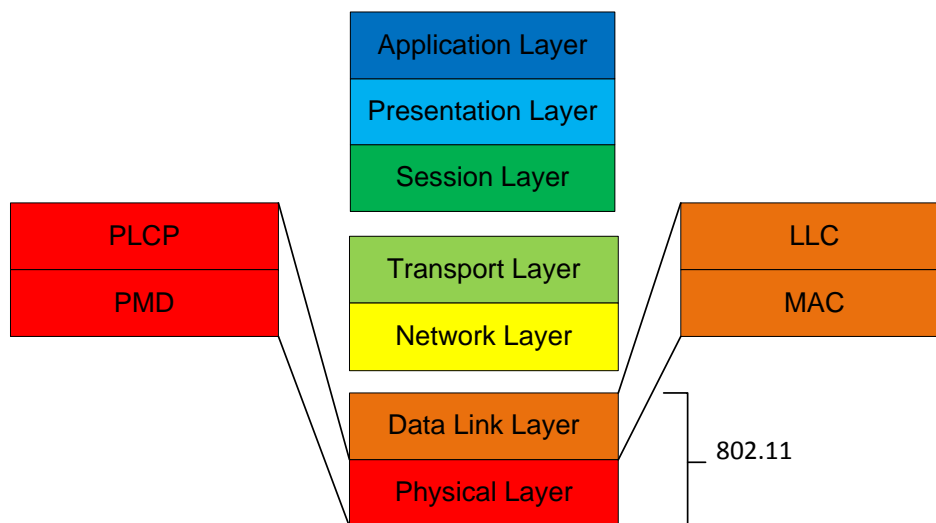 Application Layer
Presentation Layer
Session Layer
PLCP
PMD
Transport Layer
Network Layer
LLC
MAC
Data Link Layer
Physical Layer
802.11